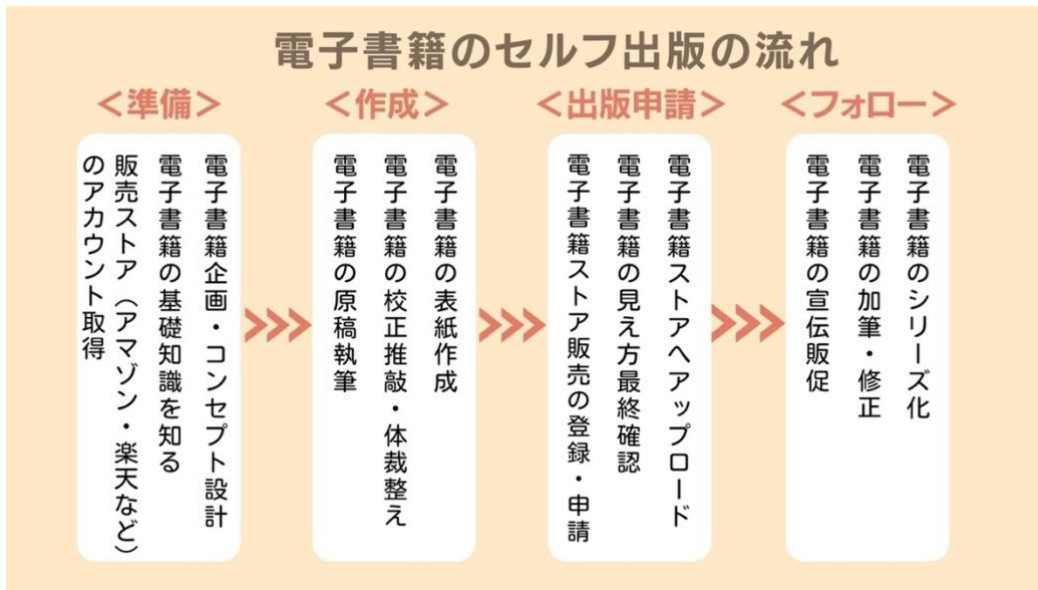 電子書籍のセルフ出版の流れ
＜準備＞
電子書籍企画・コンセプト設計
電子書籍の基礎知識を知る
販売ストア（アマゾン・楽天など）
のアカウント取得
＜作成＞
電子書籍の表紙作成
電子書籍の校正推敲・体裁整え
電子書籍の原稿執筆
＜出版申請＞
電子書籍ストアへアップロード
電子書籍の見え方最終確認
電子書籍ストア販売の登録・申請
＜フォロー＞
電子書籍のシリーズ化
電子書籍の加筆・修正
電子書籍の宣伝販促